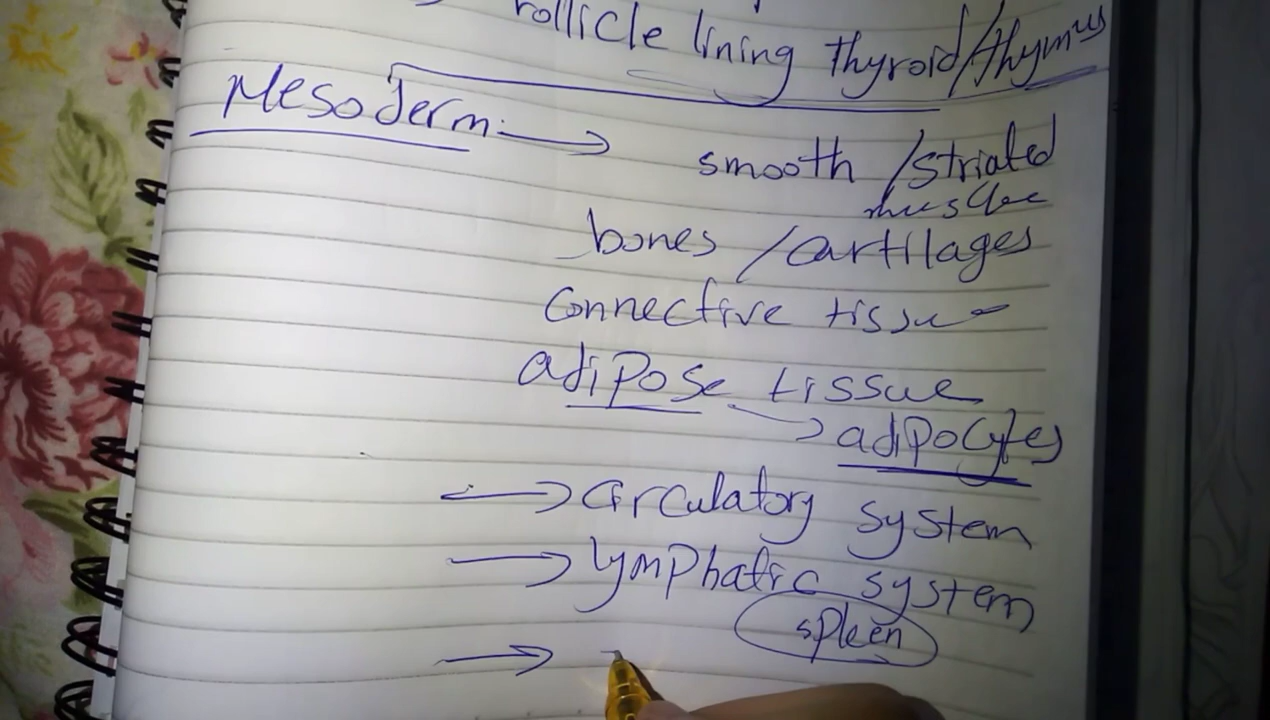 follicle lining thyroid/thymus
Mesoderm → smooth /striated
muscle
bones /cartilages
Connective tissue
adipose tissue
→ adipocytes
→ Circulatory system
→ lymphatic system
spleen
→